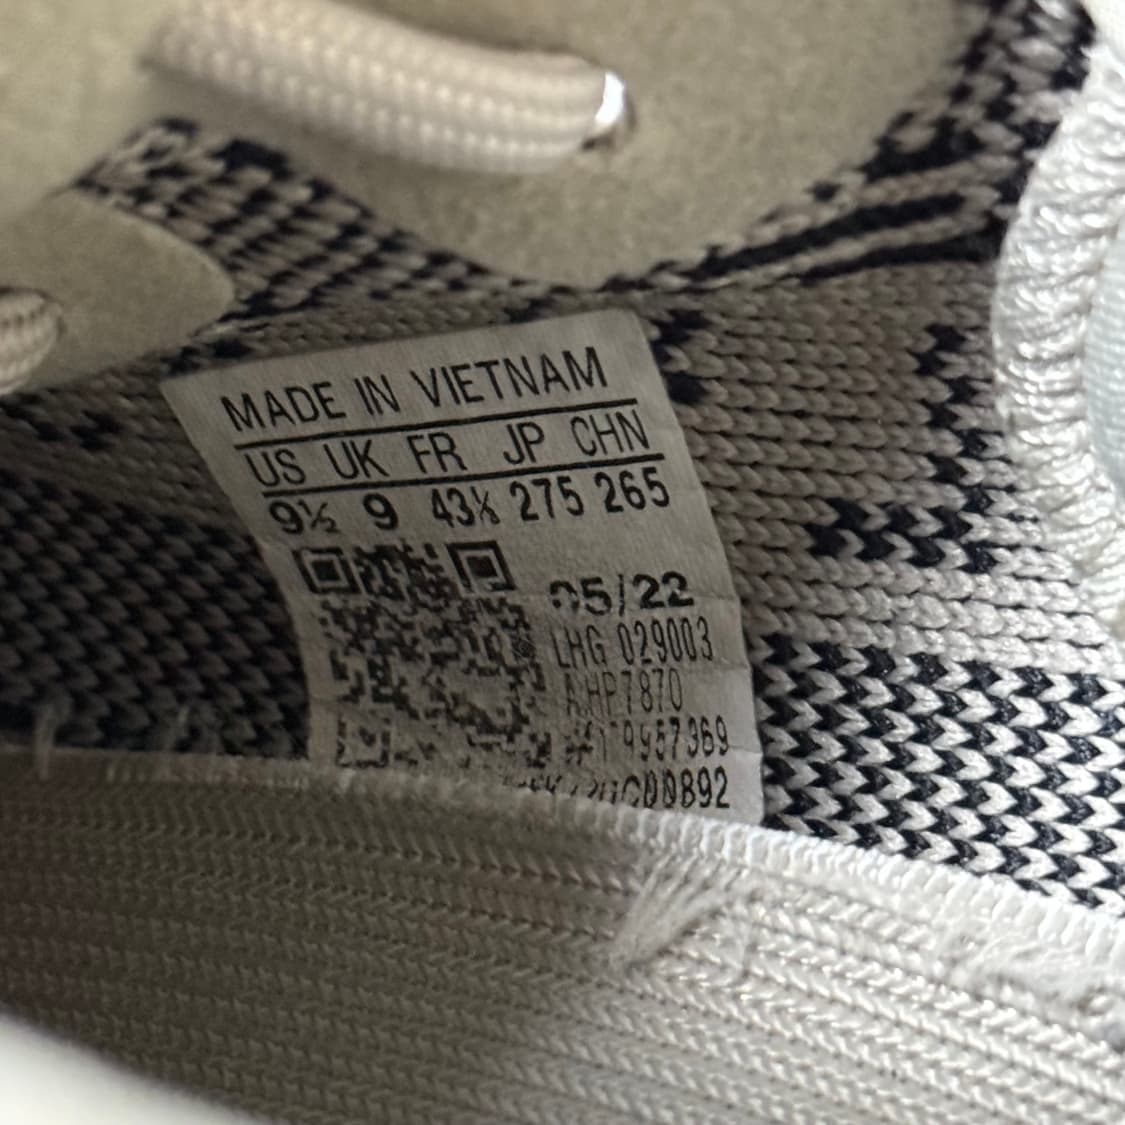 MADE IN VIETNAM
US UK FR JP CHN
9½ 9 43⅓ 275 265
05/22
LHG 029003
HP7870